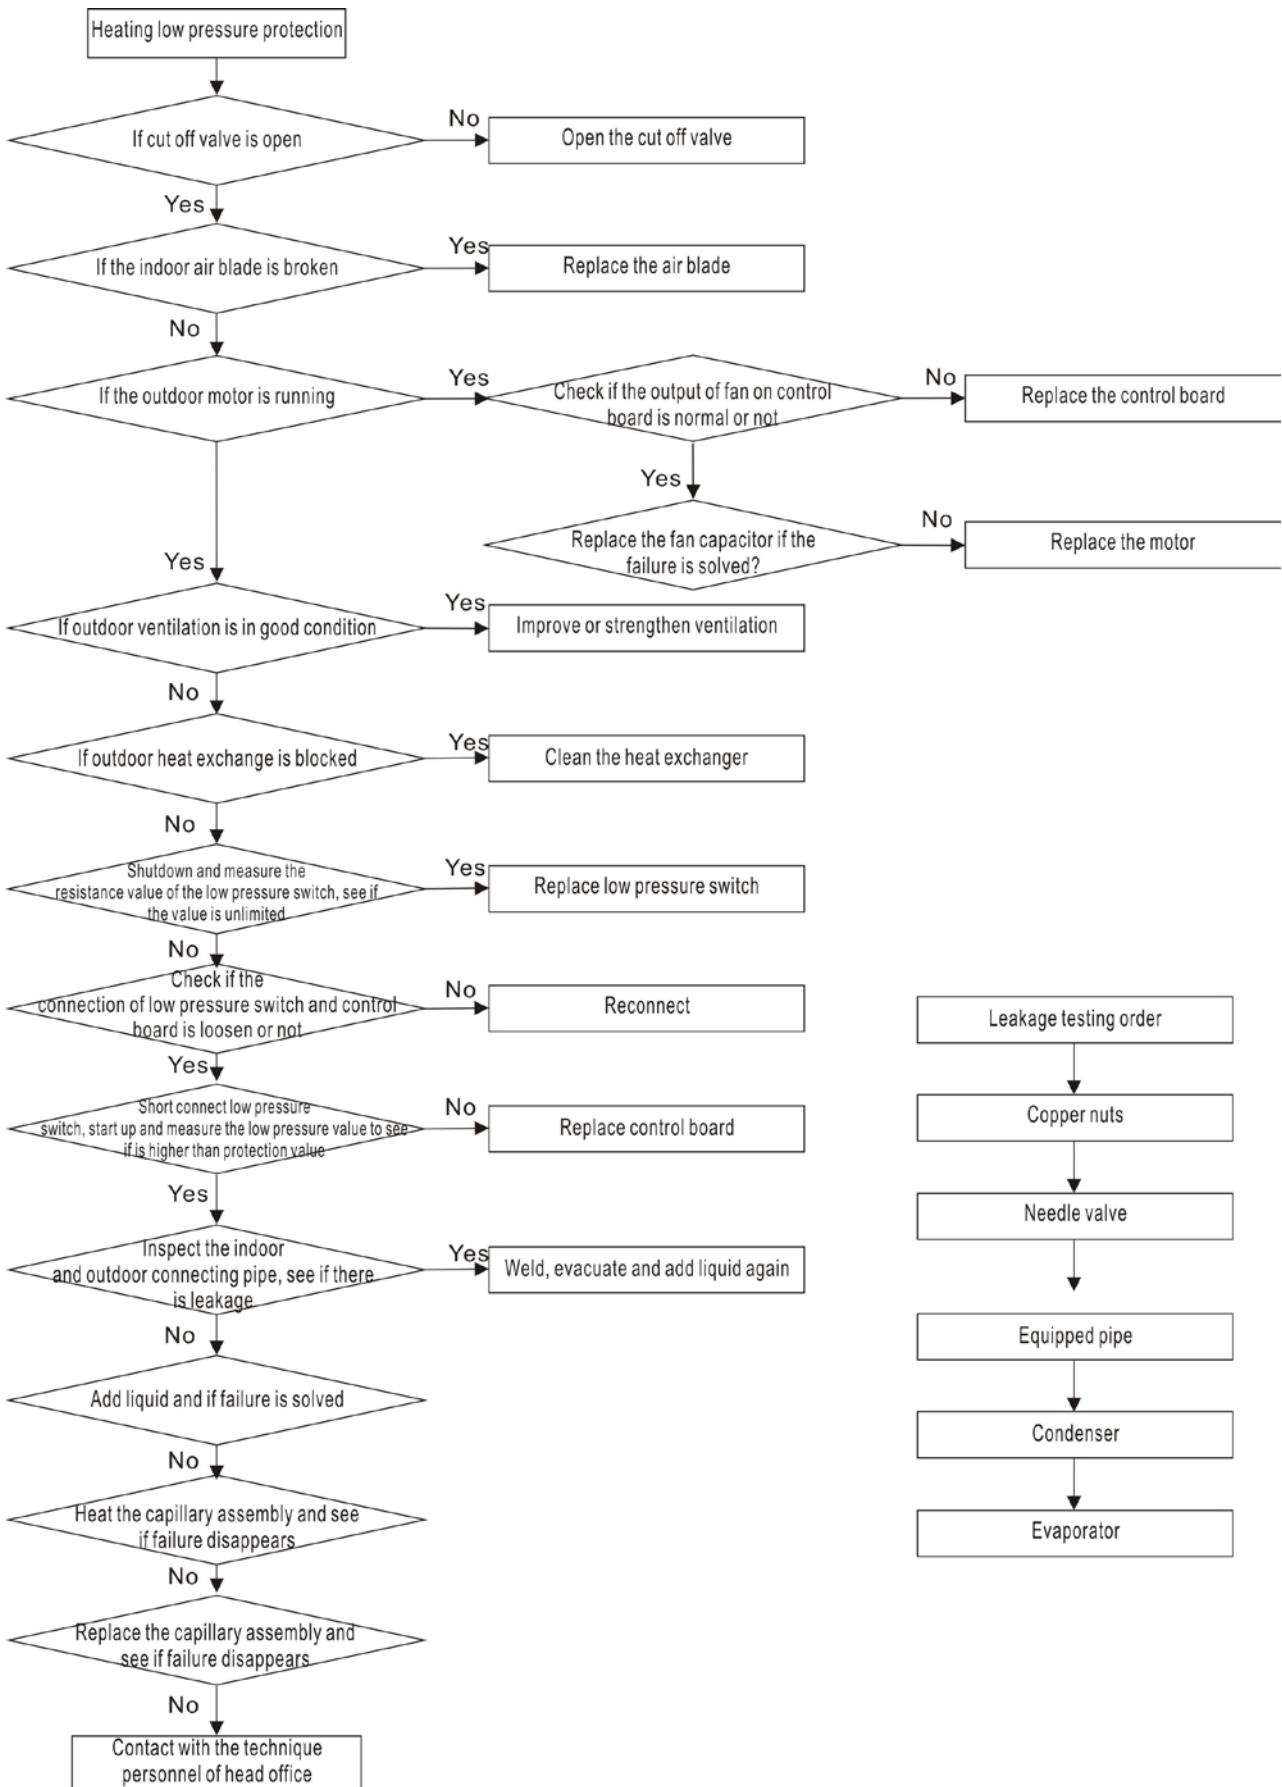 Heating low pressure protection
If cut off valve is open
No
Open the cut off valve
Yes
If the indoor air blade is broken
Yes
Replace the air blade
No
If the outdoor motor is running
Yes
Check if the output of fan on control
board is normal or not
No
Replace the control board
Yes
Replace the fan capacitor if the
failure is solved?
No
Replace the motor
Yes
If outdoor ventilation is in good condition
Yes
Improve or strengthen ventilation
No
If outdoor heat exchange is blocked
Yes
Clean the heat exchanger
No
Shutdown and measure the
resistance value of the low pressure switch, see if
the value is unlimited
Yes
Replace low pressure switch
No
Check if the
connection of low pressure switch and control
board is loosen or not
No
Reconnect
Yes
Short connect low pressure
switch, start up and measure the low pressure value to see
if is higher than protection value
No
Replace control board
Yes
Inspect the indoor
and outdoor connecting pipe, see if there
is leakage
Yes
Weld, evacuate and add liquid again
No
Add liquid and if failure is solved
No
Heat the capillary assembly and see
if failure disappears
No
Replace the capillary assembly and
see if failure disappears
No
Contact with the technique
personnel of head office
Leakage testing order
Copper nuts
Needle valve
Equipped pipe
Condenser
Evaporator